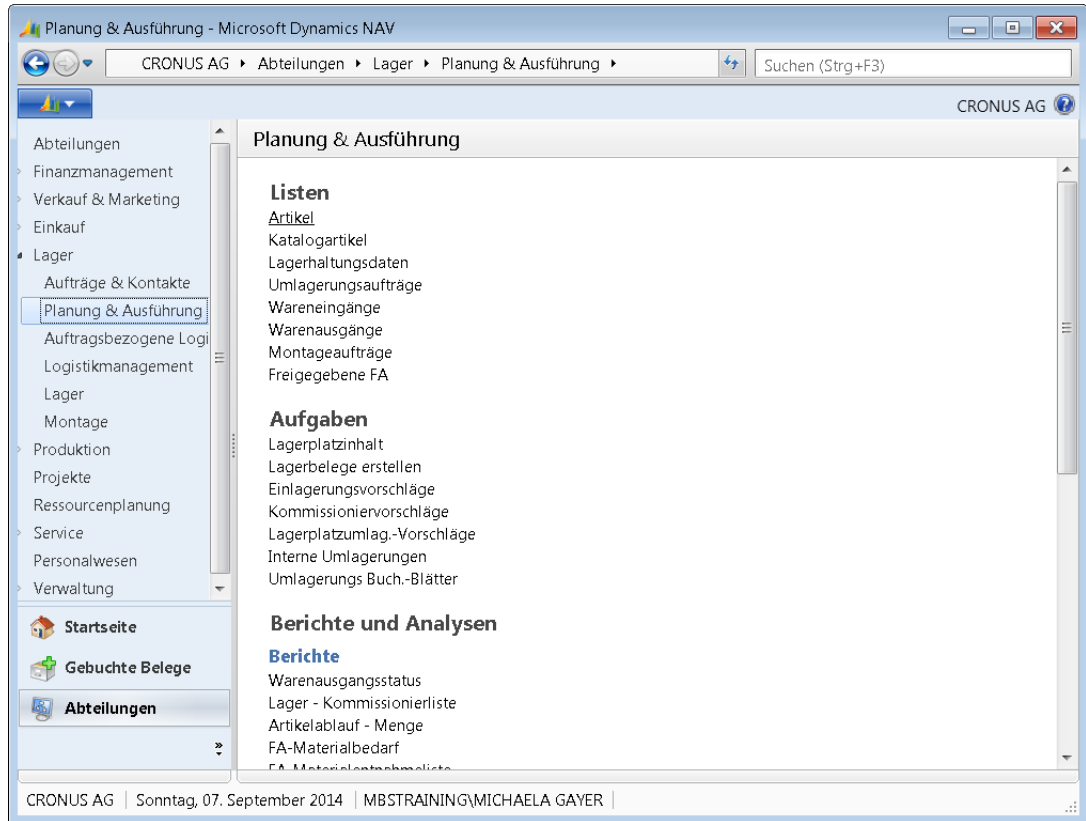 Planung & Ausführung - Microsoft Dynamics NAV
CRONUS AG Abteilungen Lager Planung & Ausführung
Suchen (Strg+F3)
CRONUS AG
Abteilungen
Finanzmanagement
Verkauf & Marketing
Einkauf
Lager
Aufträge & Kontakte
Planung & Ausführung
Auftragsbezogene Logi
Logistikmanagement
Lager
Montage
Produktion
Projekte
Ressourcenplanung
Service
Personalwesen
Verwaltung
Startseite
Gebuchte Belege
Abteilungen
Planung & Ausführung
Listen
Artikel
Katalogartikel
Lagerhaltungsdaten
Umlagerungsaufträge
Wareneingänge
Warenausgänge
Montageaufträge
Freigegebene FA
Aufgaben
Lagerplatzinhalt
Lagerbelege erstellen
Einlagerungsvorschläge
Kommissioniervorschläge
Lagerplatzumlag.-Vorschläge
Interne Umlagerungen
Umlagerungs Buch.-Blätter
Berichte und Analysen
Berichte
Warenausgangsstatus
Lager - Kommissionierliste
Artikelablauf - Menge
FA-Materialbedarf
FA-Materialentnahmeliste
CRONUS AG Sonntag, 07. September 2014 MBSTRAINING\MICHAELA GAYER